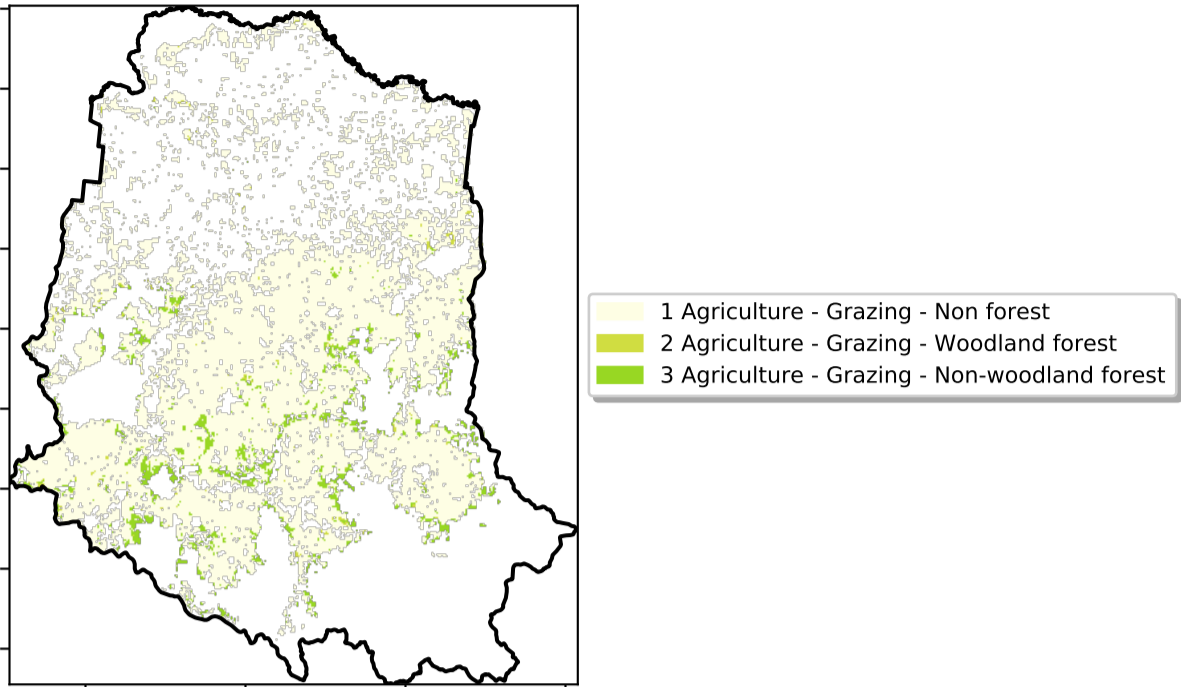 1 Agriculture - Grazing - Non forest
2 Agriculture - Grazing - Woodland forest
3 Agriculture - Grazing - Non-woodland forest